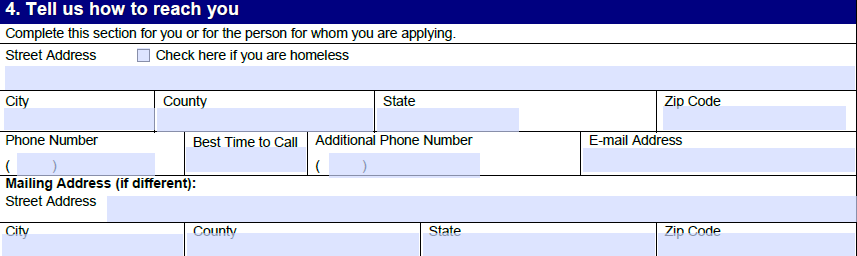 4. Tell us how to reach you
Complete this section for you or for the person for whom you are applying.
Street Address Check here if you are homeless
City County State Zip Code
Phone Number Best Time to Call Additional Phone Number E-mail Address
( ) ( )
Mailing Address (if different):
Street Address
City County State Zip Code